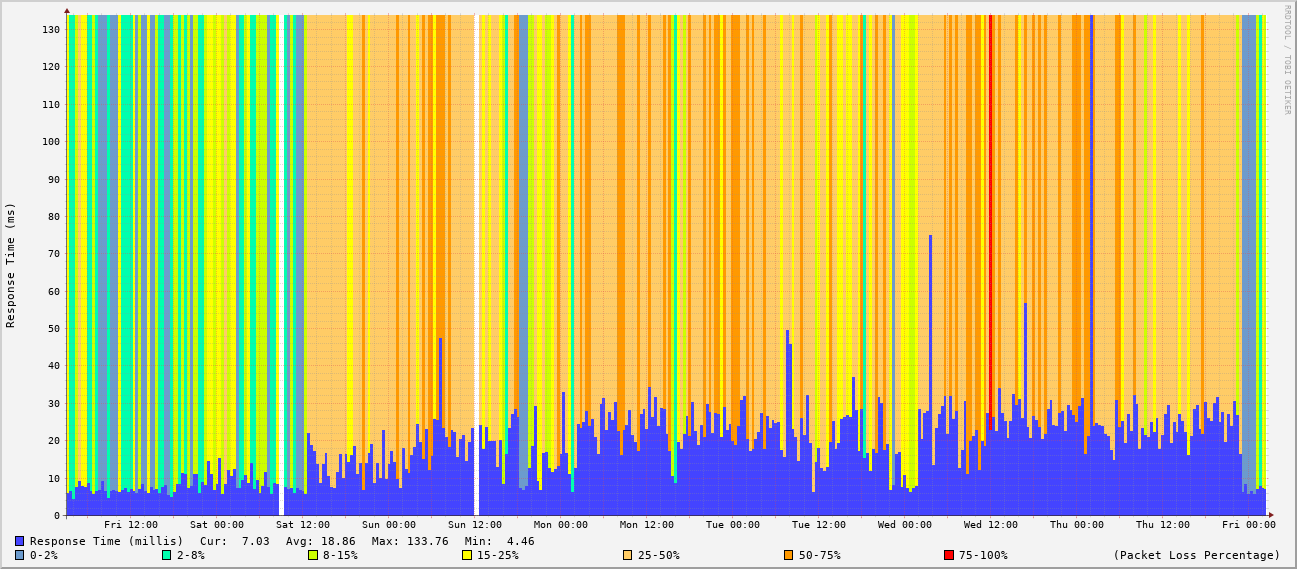 RRDTOOL / TOBI OETIKER
Response Time (ms)
130
120
110
100
90
80
70
60
50
40
30
20
10
0
Fri 12:00 Sat 00:00 Sat 12:00 Sun 00:00 Sun 12:00 Mon 00:00 Mon 12:00 Tue 00:00 Tue 12:00 Wed 00:00 Wed 12:00 Thu 00:00 Thu 12:00 Fri 00:00
Response Time (millis) Cur: 7.03 Avg: 18.86 Max: 133.76 Min: 4.46
0-2% 2-8% 8-15% 15-25% 25-50% 50-75% 75-100% (Packet Loss Percentage)